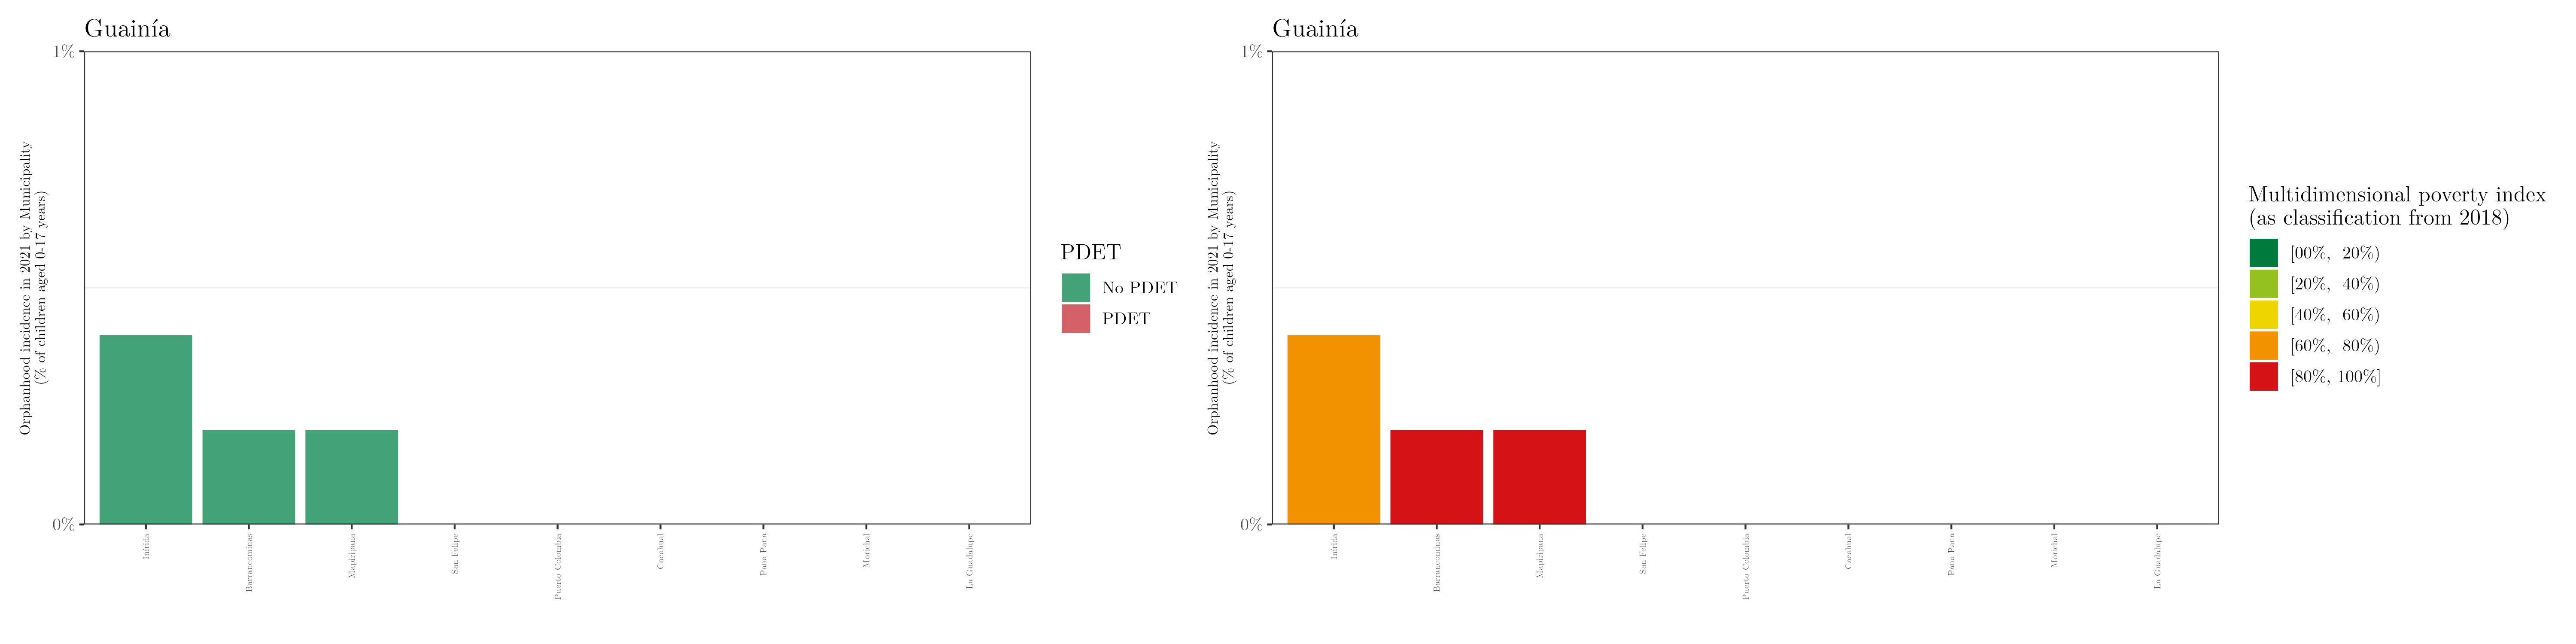 Guainía
1%
0%
Orphanhood incidence in 2021 by Municipality
(% of children aged 0-17 years)
Inírida
Barrancominas
Mapiripana
San Felipe
Puerto Colombia
Cacahual
Pana Pana
Morichal
La Guadalupe
PDET
No PDET
PDET
Guainía
1%
0%
Orphanhood incidence in 2021 by Municipality
(% of children aged 0-17 years)
Inírida
Barrancominas
Mapiripana
San Felipe
Puerto Colombia
Cacahual
Pana Pana
Morichal
La Guadalupe
Multidimensional poverty index
(as classification from 2018)
[00%, 20%)
[20%, 40%)
[40%, 60%)
[60%, 80%)
[80%, 100%]